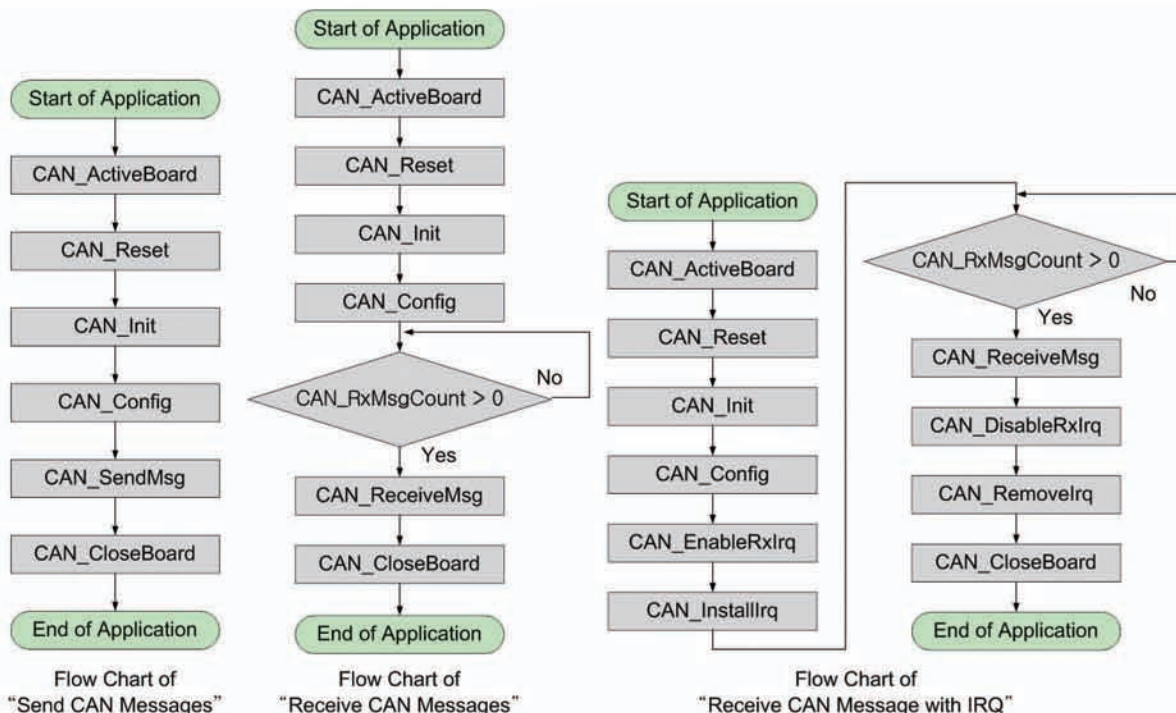 Start of Application
CAN_ActiveBoard
CAN_Reset
CAN_Init
CAN_Config
CAN_SendMsg
CAN_CloseBoard
End of Application
Flow Chart of
“Send CAN Messages”
Start of Application
CAN_ActiveBoard
CAN_Reset
CAN_Init
CAN_Config
CAN_RxMsgCount > 0
No
Yes
CAN_ReceiveMsg
CAN_CloseBoard
End of Application
Flow Chart of
“Receive CAN Messages”
Start of Application
CAN_ActiveBoard
CAN_Reset
CAN_Init
CAN_Config
CAN_EnableRxIrq
CAN_InstallIrq
CAN_RxMsgCount > 0
No
Yes
CAN_ReceiveMsg
CAN_DisableRxIrq
CAN_RemoveIrq
CAN_CloseBoard
End of Application
Flow Chart of
“Receive CAN Message with IRQ”